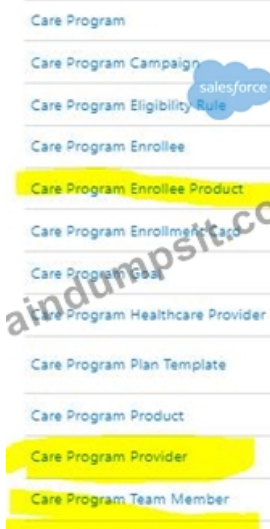 Care Program
Care Program Campaign
salesforce
Care Program Eligibility Rule
Care Program Enrollee
Care Program Enrollee Product
Care Program Enrollment Card
Care Program Goal
aindumpsit.co
Care Program Healthcare Provider
Care Program Plan Template
Care Program Product
Care Program Provider
Care Program Team Member